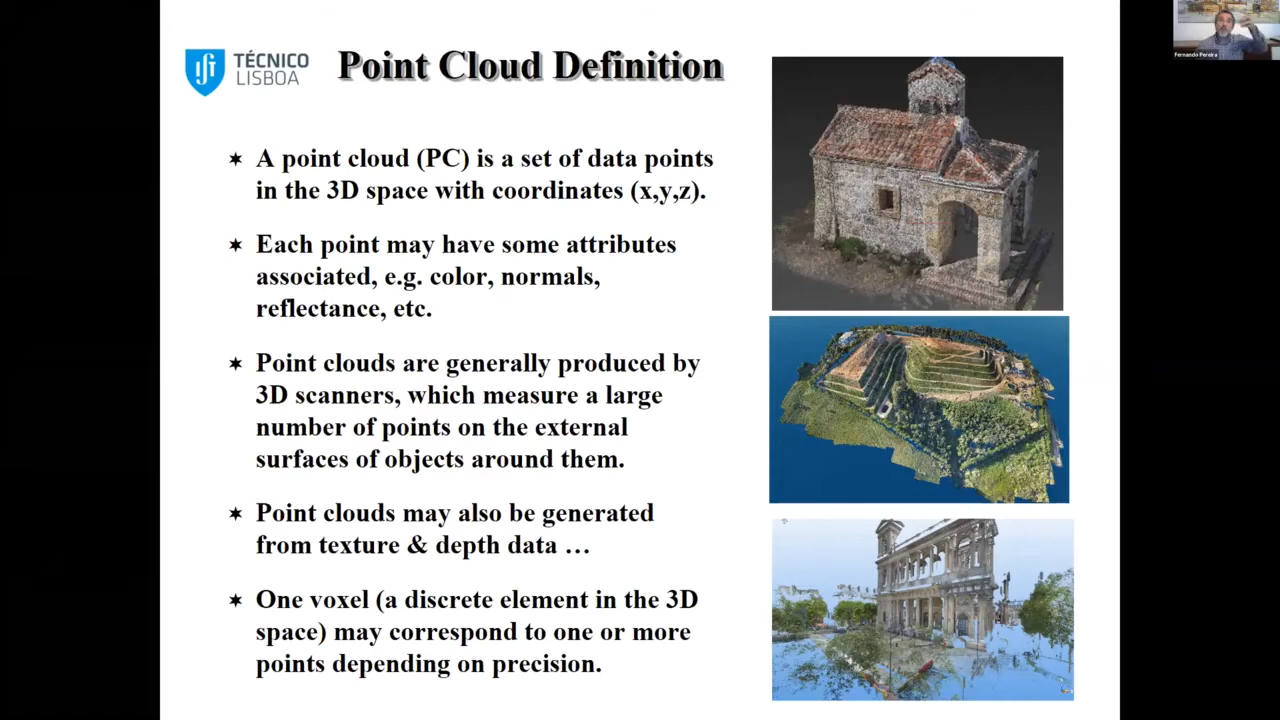 TÉCNICO
LISBOA
Point Cloud Definition
A point cloud (PC) is a set of data points
in the 3D space with coordinates (x,y,z).
Each point may have some attributes
associated, e.g. color, normals,
reflectance, etc.
Point clouds are generally produced by
3D scanners, which measure a large
number of points on the external
surfaces of objects around them.
Point clouds may also be generated
from texture & depth data …
One voxel (a discrete element in the 3D
space) may correspond to one or more
points depending on precision.
Fernando Pereira